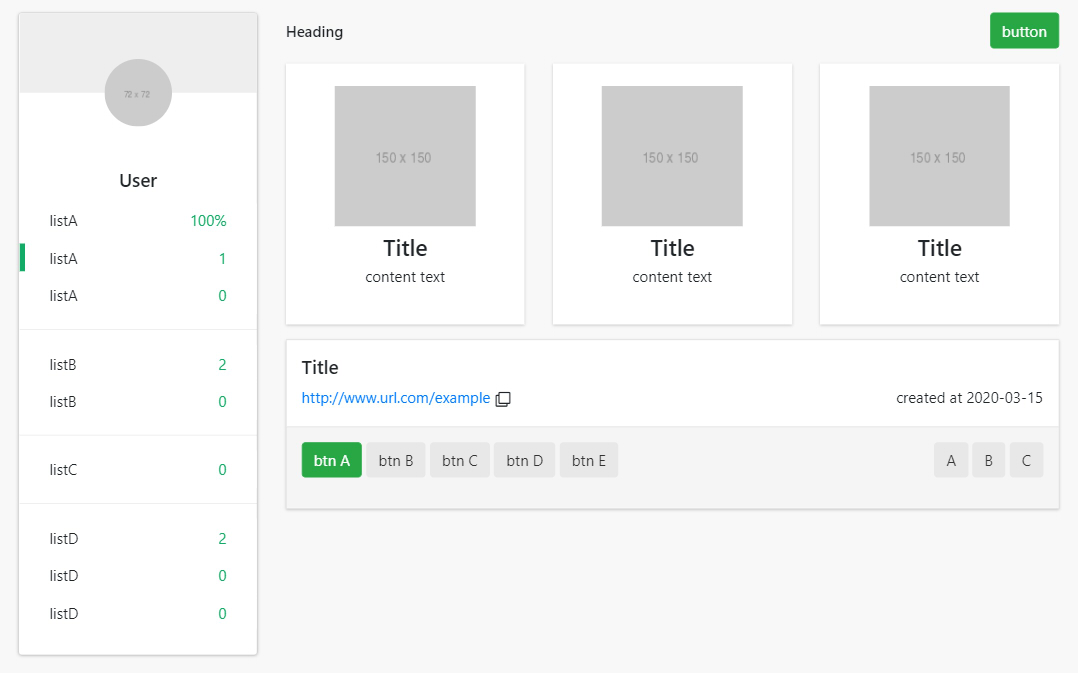 72 x 72
User
listA 100%
listA 1
listA 0
listB 2
listB 0
listC 0
listD 2
listD 0
listD 0
Heading
button
150 x 150
Title
content text
150 x 150
Title
content text
150 x 150
Title
content text
Title
http://www.url.com/example
created at 2020-03-15
btn A btn B btn C btn D btn E
A B C